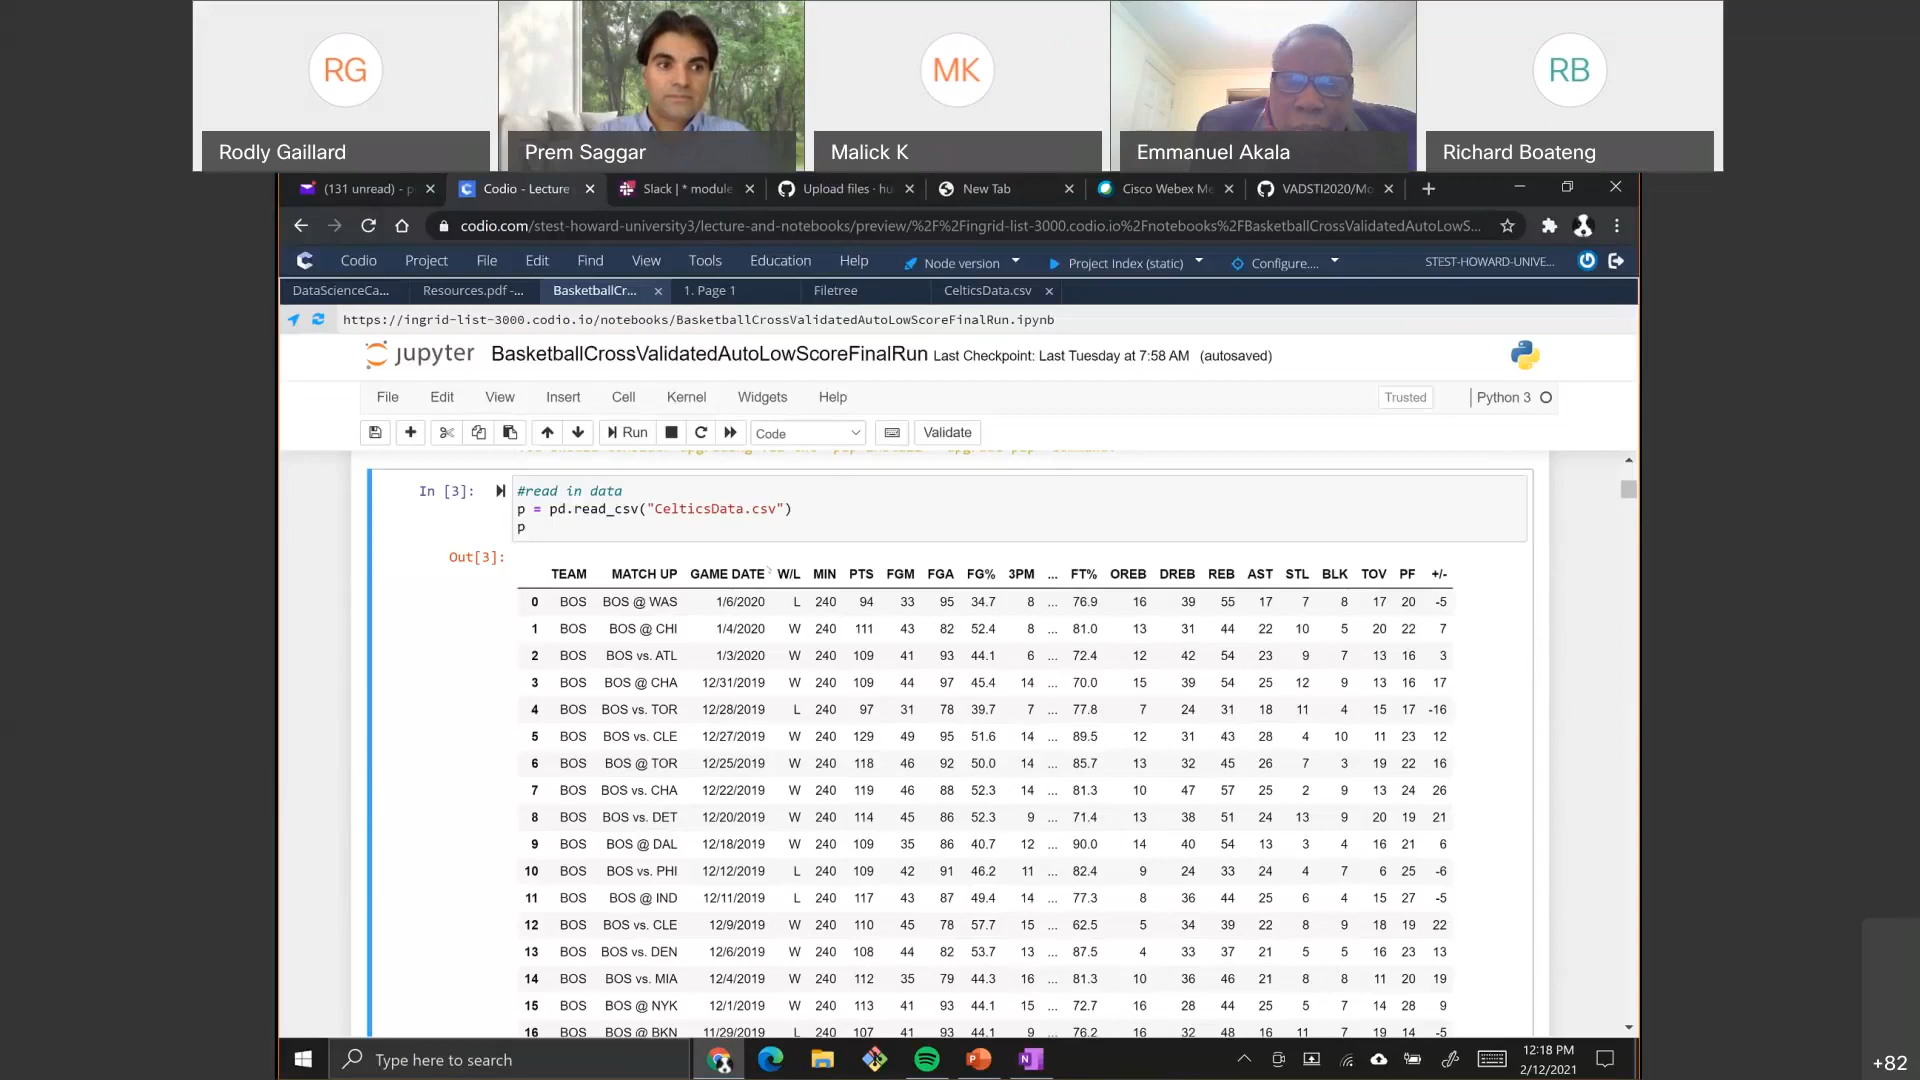 RG
MK
RB
Rodly Gaillard
Prem Saggar
Malick K
Emmanuel Akala
Richard Boateng
(131 unread) - p
Codio - Lecture
Slack | * module
Upload files · hu
New Tab
Cisco Webex Me
VADSTI2020/Mo
codio.com/stest-howard-university3/lecture-and-notebooks/preview/%2F%2Fingrid-list-3000.codio.io%2Fnotebooks%2FBasketballCrossValidatedAutoLowS...
Codio Project File Edit Find View Tools Education Help Node version Project Index (static) Configure.... STEST-HOWARD-UNIVE...
DataScienceCa... Resources.pdf -... BasketballCr... 1. Page 1 Filetree CelticsData.csv
https://ingrid-list-3000.codio.io/notebooks/BasketballCrossValidatedAutoLowScoreFinalRun.ipynb
jupyter BasketballCrossValidatedAutoLowScoreFinalRun Last Checkpoint: Last Tuesday at 7:58 AM (autosaved)
File Edit View Insert Cell Kernel Widgets Help Trusted Python 3
Run Code Validate
In [3]: #read in data
p = pd.read_csv("CelticsData.csv")
p
Out[3]:
TEAM MATCH UP GAME DATE W/L MIN PTS FGM FGA FG% 3PM ... FT% OREB DREB REB AST STL BLK TOV PF +/-
0 BOS BOS @ WAS 1/6/2020 L 240 94 33 95 34.7 8 ... 76.9 16 39 55 17 7 8 17 20 -5
1 BOS BOS @ CHI 1/4/2020 W 240 111 43 82 52.4 8 ... 81.0 13 31 44 22 10 5 20 22 7
2 BOS BOS vs. ATL 1/3/2020 W 240 109 41 93 44.1 6 ... 72.4 12 42 54 23 9 7 13 16 3
3 BOS BOS @ CHA 12/31/2019 W 240 109 44 97 45.4 14 ... 70.0 15 39 54 25 12 9 13 16 17
4 BOS BOS vs. TOR 12/28/2019 L 240 97 31 78 39.7 7 ... 77.8 7 24 31 18 11 4 15 17 -16
5 BOS BOS vs. CLE 12/27/2019 W 240 129 49 95 51.6 14 ... 89.5 12 31 43 28 4 10 11 23 12
6 BOS BOS @ TOR 12/25/2019 W 240 118 46 92 50.0 14 ... 85.7 13 32 45 26 7 3 19 22 16
7 BOS BOS vs. CHA 12/22/2019 W 240 119 46 88 52.3 14 ... 81.3 10 47 57 25 2 9 13 24 26
8 BOS BOS vs. DET 12/20/2019 W 240 114 45 86 52.3 9 ... 71.4 13 38 51 24 13 9 20 19 21
9 BOS BOS @ DAL 12/18/2019 W 240 109 35 86 40.7 12 ... 90.0 14 40 54 13 3 4 16 21 6
10 BOS BOS vs. PHI 12/12/2019 L 240 109 42 91 46.2 11 ... 82.4 9 24 33 24 4 7 6 25 -6
11 BOS BOS @ IND 12/11/2019 L 240 117 43 87 49.4 14 ... 77.3 8 36 44 25 6 4 15 27 -5
12 BOS BOS vs. CLE 12/9/2019 W 240 110 45 78 57.7 15 ... 62.5 5 34 39 22 8 9 18 19 22
13 BOS BOS vs. DEN 12/6/2019 W 240 108 44 82 53.7 13 ... 87.5 4 33 37 21 5 5 16 23 13
14 BOS BOS vs. MIA 12/4/2019 W 240 112 35 79 44.3 16 ... 81.3 10 36 46 21 8 8 11 20 19
15 BOS BOS @ NYK 12/1/2019 W 240 113 41 93 44.1 15 ... 72.7 16 28 44 25 5 7 14 28 9
16 BOS BOS @ BKN 11/29/2019 L 240 107 41 93 44.1 9 ... 76.2 16 32 48 16 11 7 19 14 -5
Type here to search
12:18 PM
2/12/2021
+82